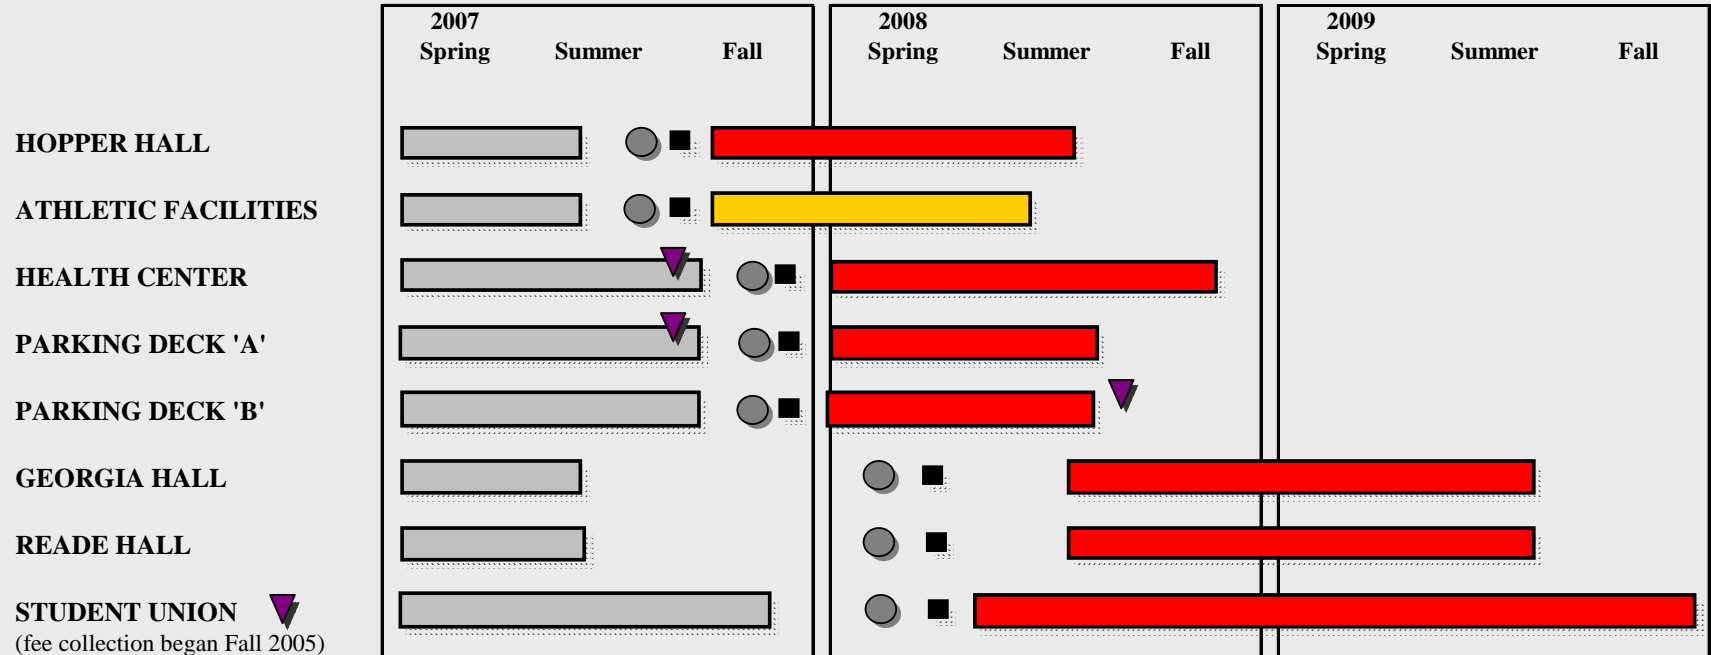 2007 2008 2009
Spring Summer Fall Spring Summer Fall Spring Summer Fall
HOPPER HALL
ATHLETIC FACILITIES
HEALTH CENTER
PARKING DECK 'A'
PARKING DECK 'B'
GEORGIA HALL
READE HALL
STUDENT UNION
(fee collection began Fall 2005)